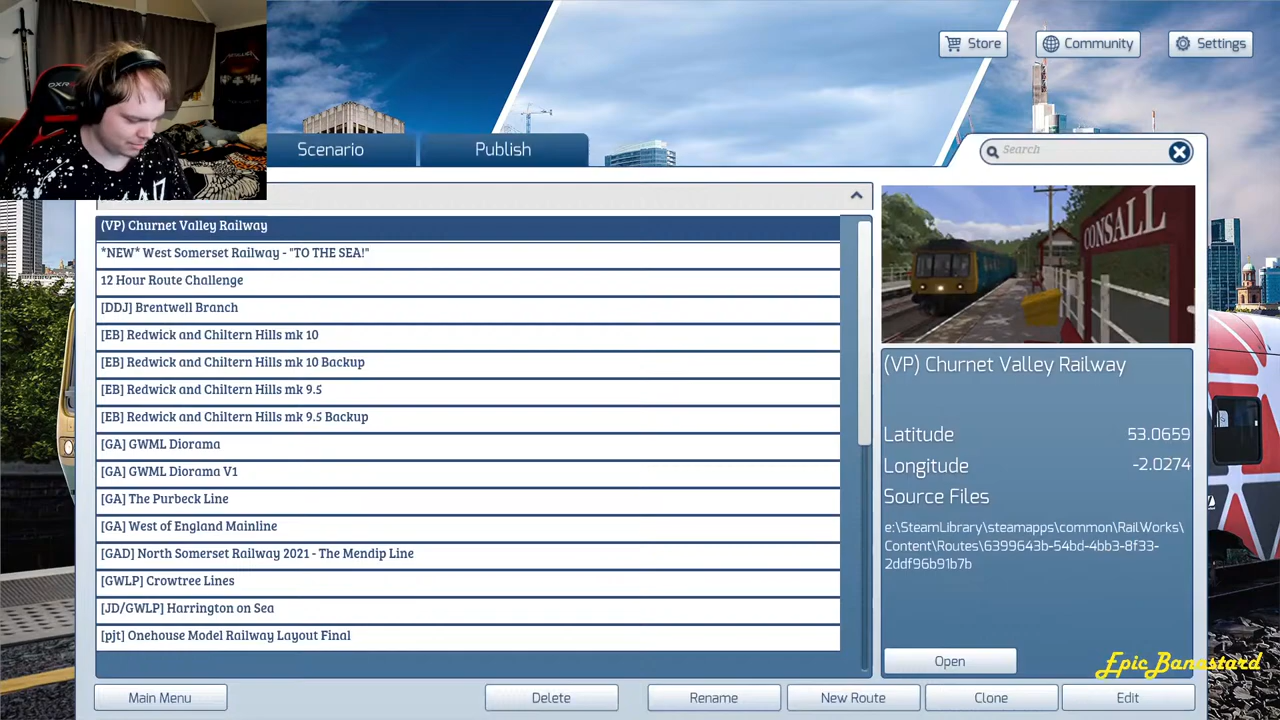 Store
Community
Settings
Scenario
Publish
Search
(VP) Churnet Valley Railway
*NEW* West Somerset Railway - "TO THE SEA!"
12 Hour Route Challenge
[DDJ] Brentwell Branch
[EB] Redwick and Chiltern Hills mk 10
[EB] Redwick and Chiltern Hills mk 10 Backup
[EB] Redwick and Chiltern Hills mk 9.5
[EB] Redwick and Chiltern Hills mk 9.5 Backup
[GA] GWML Diorama
[GA] GWML Diorama V1
[GA] The Purbeck Line
[GA] West of England Mainline
[GAD] North Somerset Railway 2021 - The Mendip Line
[GWLP] Crowtree Lines
[JD/GWLP] Harrington on Sea
[pjt] Onehouse Model Railway Layout Final
CONSALL
(VP) Churnet Valley Railway
Latitude 53.0659
Longitude -2.0274
Source Files
e:\SteamLibrary\steamapps\common\RailWorks\
Content\Routes\6399643b-54bd-4bb3-8f33-
2ddf96b91b7b
Open
EpicBanastard
Main Menu
Delete
Rename
New Route
Clone
Edit